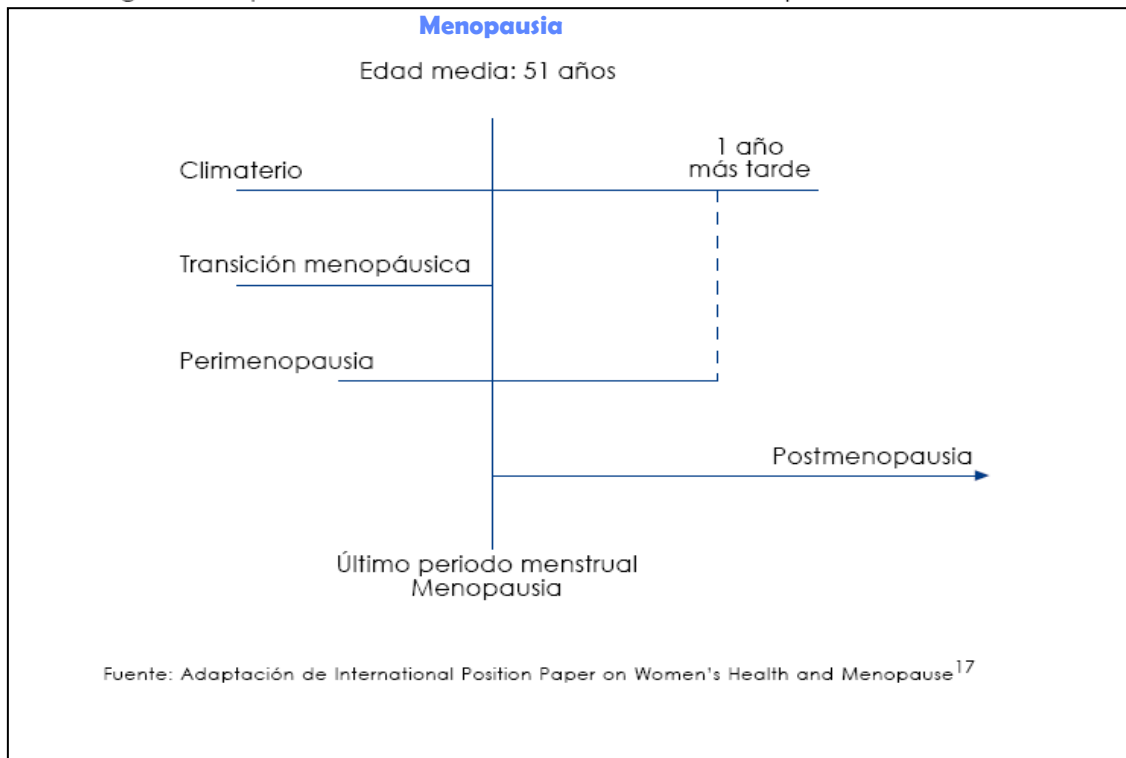 Menopausia
Edad media: 51 años
1 año
más tarde
Climaterio
Transición menopáusica
Perimenopausia
Postmenopausia
Último periodo menstrual
Menopausia
Fuente: Adaptación de International Position Paper on Women's Health and Menopause17